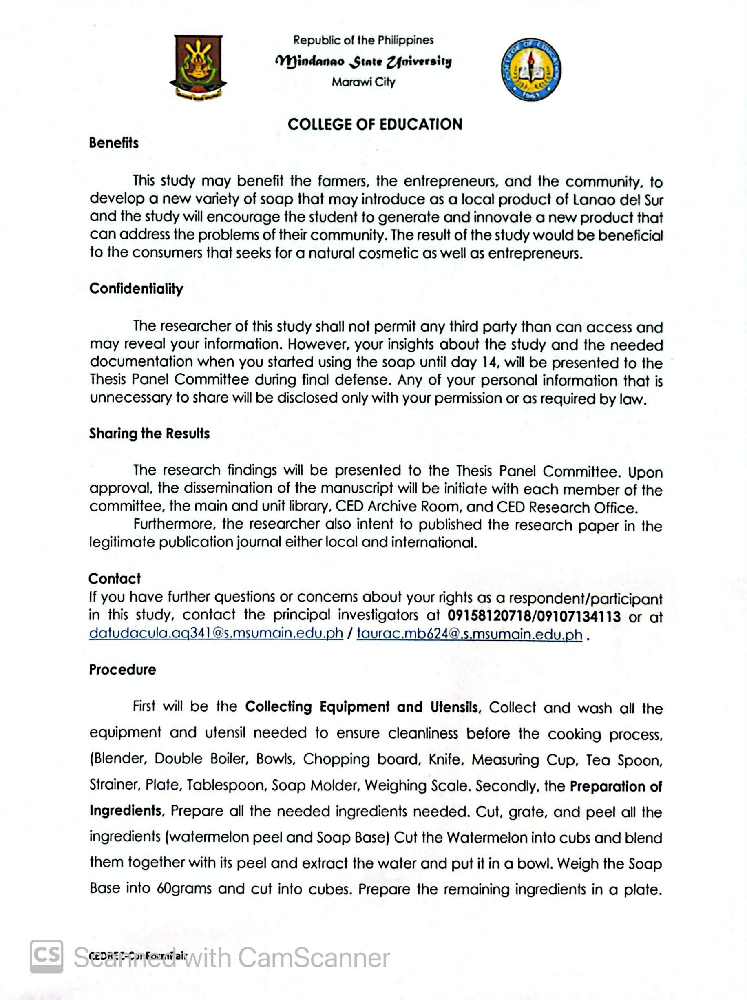 Republic of the Philippines
Mindanao State University
Marawi City
COLLEGE OF EDUCATION
1961
COLLEGE OF EDUCATION
Benefits
This study may benefit the farmers, the entrepreneurs, and the community, to
develop a new variety of soap that may introduce as a local product of Lanao del Sur
and the study will encourage the student to generate and innovate a new product that
can address the problems of their community. The result of the study would be beneficial
to the consumers that seeks for a natural cosmetic as well as entrepreneurs.
Confidentiality
The researcher of this study shall not permit any third party than can access and
may reveal your information. However, your insights about the study and the needed
documentation when you started using the soap until day 14, will be presented to the
Thesis Panel Committee during final defense. Any of your personal information that is
unnecessary to share will be disclosed only with your permission or as required by law.
Sharing the Results
The research findings will be presented to the Thesis Panel Committee. Upon
approval, the dissemination of the manuscript will be initiate with each member of the
committee, the main and unit library, CED Archive Room, and CED Research Office.
Furthermore, the researcher also intent to published the research paper in the
legitimate publication journal either local and international.
Contact
If you have further questions or concerns about your rights as a respondent/participant
in this study, contact the principal investigators at 09158120718/09107134113 or at
datudacula.aq341@s.msumain.edu.ph / taurac.mb624@.s.msumain.edu.ph .
Procedure
First will be the Collecting Equipment and Utensils, Collect and wash all the
equipment and utensil needed to ensure cleanliness before the cooking process,
(Blender, Double Boiler, Bowls, Chopping board, Knife, Measuring Cup, Tea Spoon,
Strainer, Plate, Tablespoon, Soap Molder, Weighing Scale. Secondly, the Preparation of
Ingredients, Prepare all the needed ingredients needed. Cut, grate, and peel all the
ingredients (watermelon peel and Soap Base) Cut the Watermelon into cubs and blend
them together with its peel and extract the water and put it in a bowl. Weigh the Soap
Base into 60grams and cut into cubes. Prepare the remaining ingredients in a plate.
CS Scanned with CamScanner